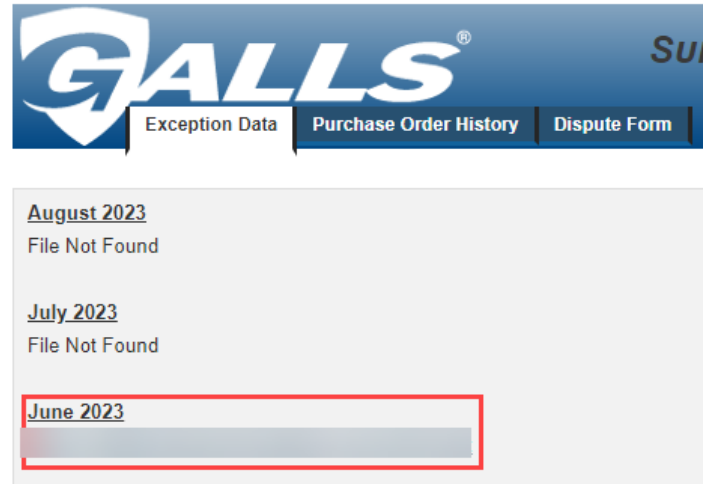 GALLS®
Exception Data
Purchase Order History
Dispute Form
August 2023
File Not Found
July 2023
File Not Found
June 2023